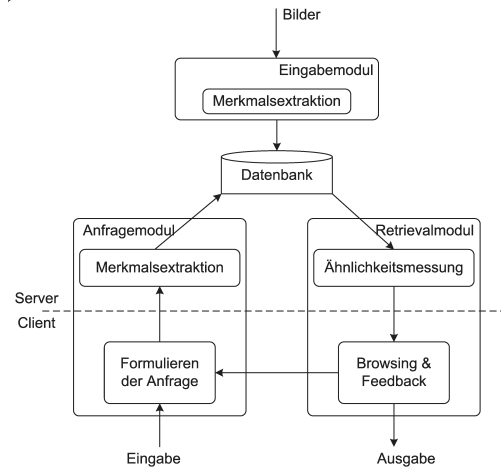 Bilder
Eingabemodul
Merkmalsextraktion
Datenbank
Anfragemodul
Retrievalmodul
Merkmalsextraktion
Ähnlichkeitsmessung
Server
Client
Formulieren
der Anfrage
Browsing &
Feedback
Eingabe
Ausgabe